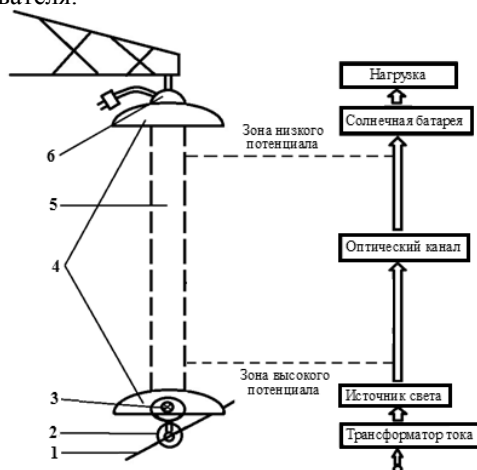 вателя.
Нагрузка
Солнечная батарея
Зона низкого
потенциала
6
5
Оптический канал
4
Зона высокого
потенциала
3
Источник света
2
Трансформатор тока
1